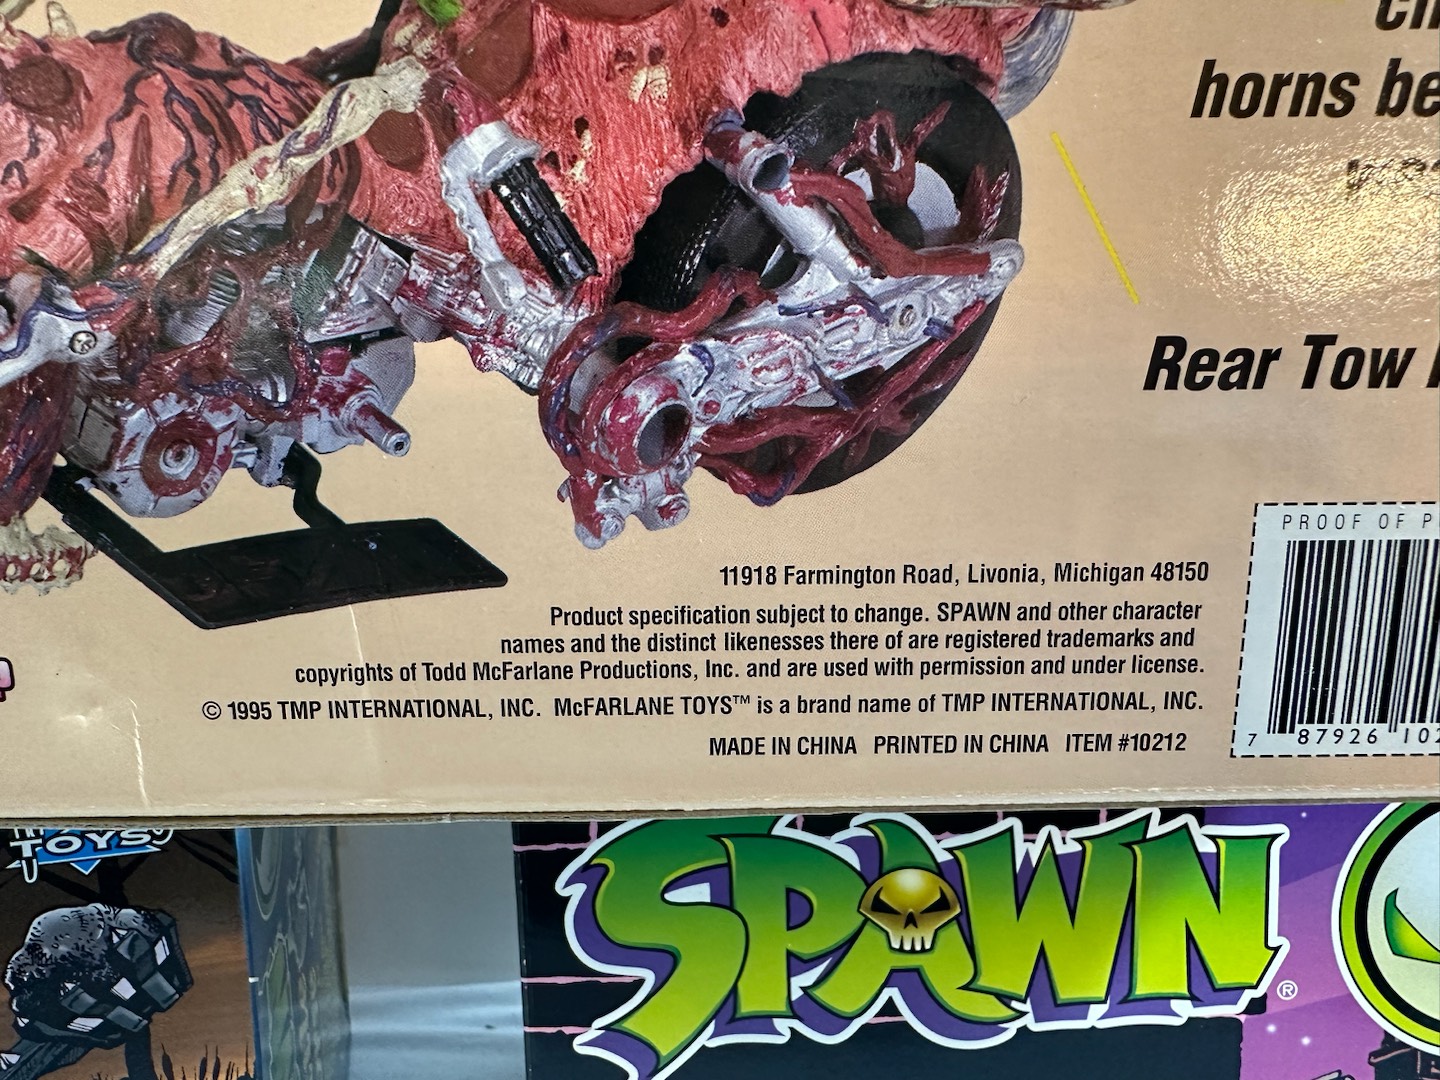 horns be
Rear Tow
PROOF OF P
11918 Farmington Road, Livonia, Michigan 48150
Product specification subject to change. SPAWN and other character
names and the distinct likenesses there of are registered trademarks and
copyrights of Todd McFarlane Productions, Inc. and are used with permission and under license.
© 1995 TMP INTERNATIONAL, INC. McFARLANE TOYS™ is a brand name of TMP INTERNATIONAL, INC.
MADE IN CHINA PRINTED IN CHINA ITEM #10212
7 87926 102
TOYS
SPAWN®